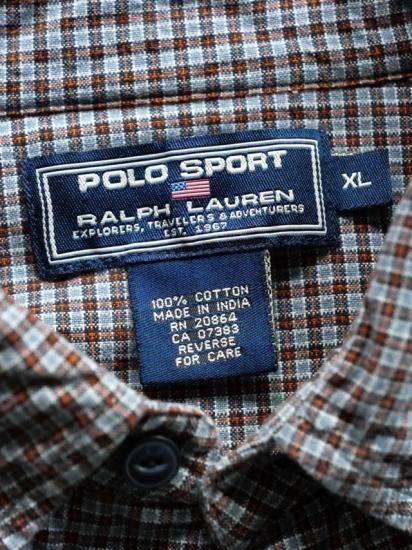 POLO SPORT
RALPH LAUREN
EXPLORERS, TRAVELERS & ADVENTURERS
EST. 1967
XL
100% COTTON
MADE IN INDIA
RN 20864
CA 07383
REVERSE
FOR CARE